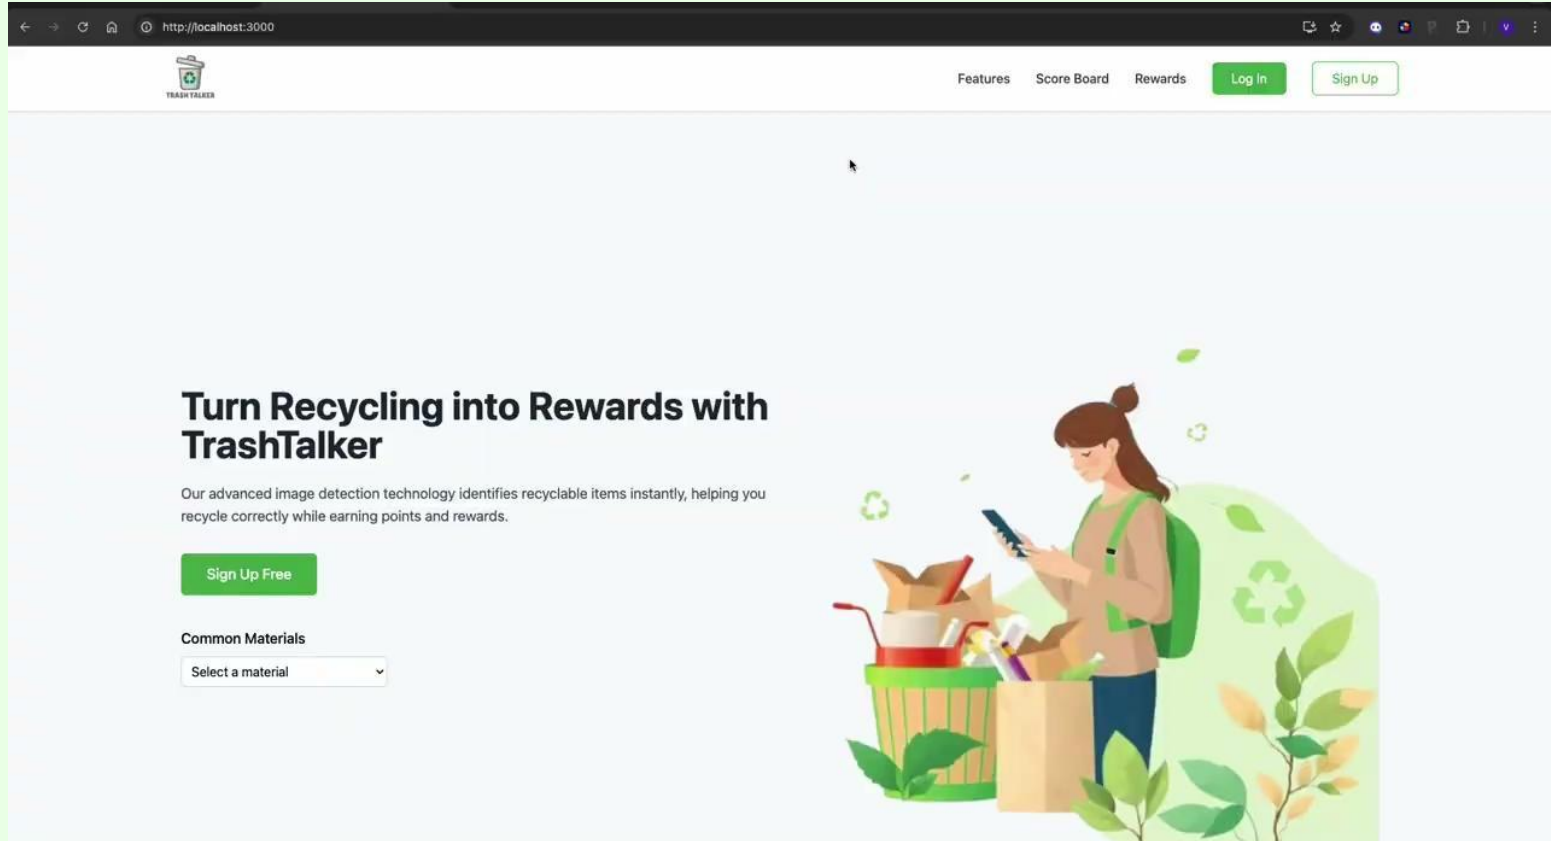 http://localhost:3000
V
TRASH TALKER
Features
Score Board
Rewards
Log In
Sign Up
Turn Recycling into Rewards with
TrashTalker
Our advanced image detection technology identifies recyclable items instantly, helping you
recycle correctly while earning points and rewards.
Sign Up Free
Common Materials
Select a material